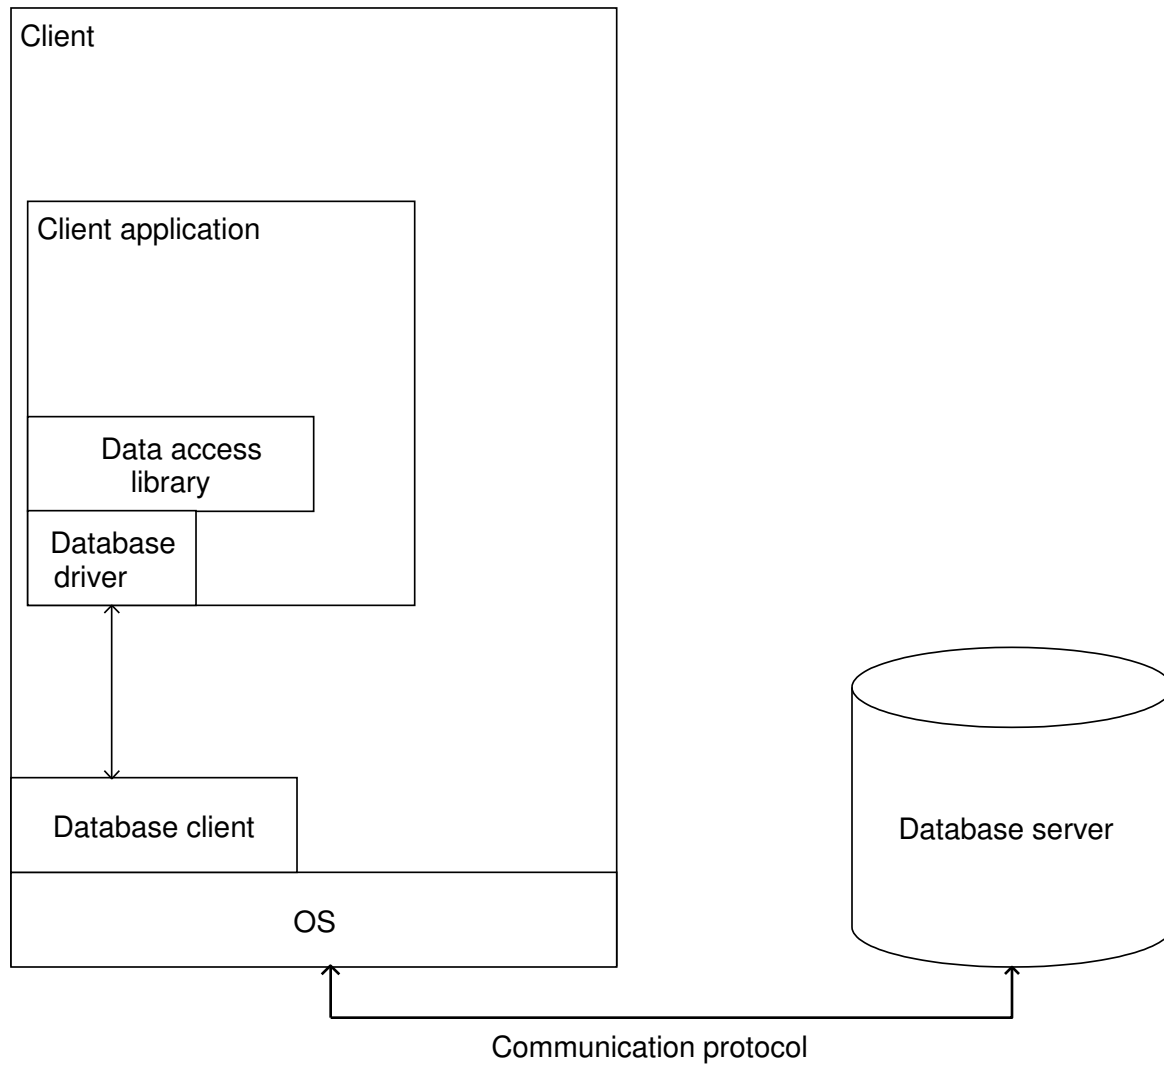 Client
Client application
Data access
library
Database
driver
Database client
Database server
OS
Communication protocol